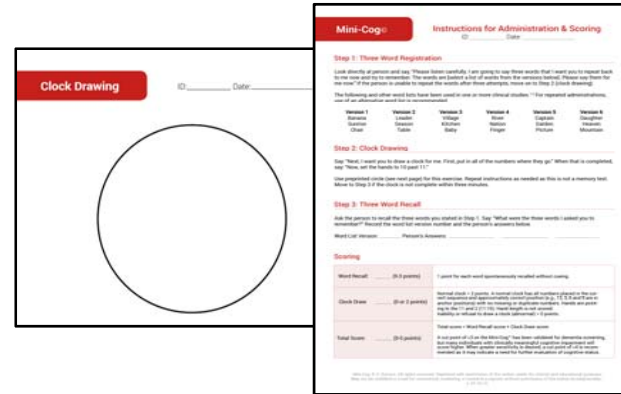 Clock Drawing
ID: Date:
Mini-Cog©
Instructions for Administration & Scoring
ID: Date:
Step 1: Three Word Registration
Look directly at person and say, "Please listen carefully. I am going to say three words that I want you to repeat back
to me now and try to remember. The words are [select a list of words from the versions below]. Please say them for
me now." If the person is unable to repeat the words after three attempts, move on to Step 2 (clock drawing).
The following and other word lists have been used in one or more clinical studies. For repeated administrations,
use of an alternative word list is recommended.
Version 1 Version 2 Version 3 Version 4 Version 5 Version 6
Banana Leader Village River Captain Daughter
Sunrise Season Kitchen Nation Garden Heaven
Chair Table Baby Finger Picture Mountain
Step 2: Clock Drawing
Say: "Next, I want you to draw a clock for me. First, put in all of the numbers where they go." When that is completed,
say: "Now, set the hands to 10 past 11."
Use preprinted circle (see next page) for this exercise. Repeat instructions as needed as this is not a memory test.
Move to Step 3 if the clock is not complete within three minutes.
Step 3: Three Word Recall
Ask the person to recall the three words you stated in Step 1. Say: "What were the three words I asked you to
remember?" Record the word list version number and the person's answers below.
Word List Version: Person's Answers:
Scoring
Word Recall: (0-3 points)
1 point for each word spontaneously recalled without cueing.
Clock Draw: (0 or 2 points)
Normal clock = 2 points. A normal clock has all numbers placed in the cor-
rect sequence and approximately correct position (e.g., 12, 3, 6 and 9 are in
anchor positions) with no missing or duplicate numbers. Hands are point-
ing to the 11 and 2 (11:10). Hand length is not scored.
Inability or refusal to draw a clock (abnormal) = 0 points.
Total Score: (0-5 points)
Total score = Word Recall score + Clock Draw score.
A cut point of <3 on the Mini-Cog™ has been validated for dementia screening,
but many individuals with clinically meaningful cognitive impairment will
score higher. When greater sensitivity is desired, a cut point of <4 is recom-
mended as it may indicate a need for further evaluation of cognitive status.